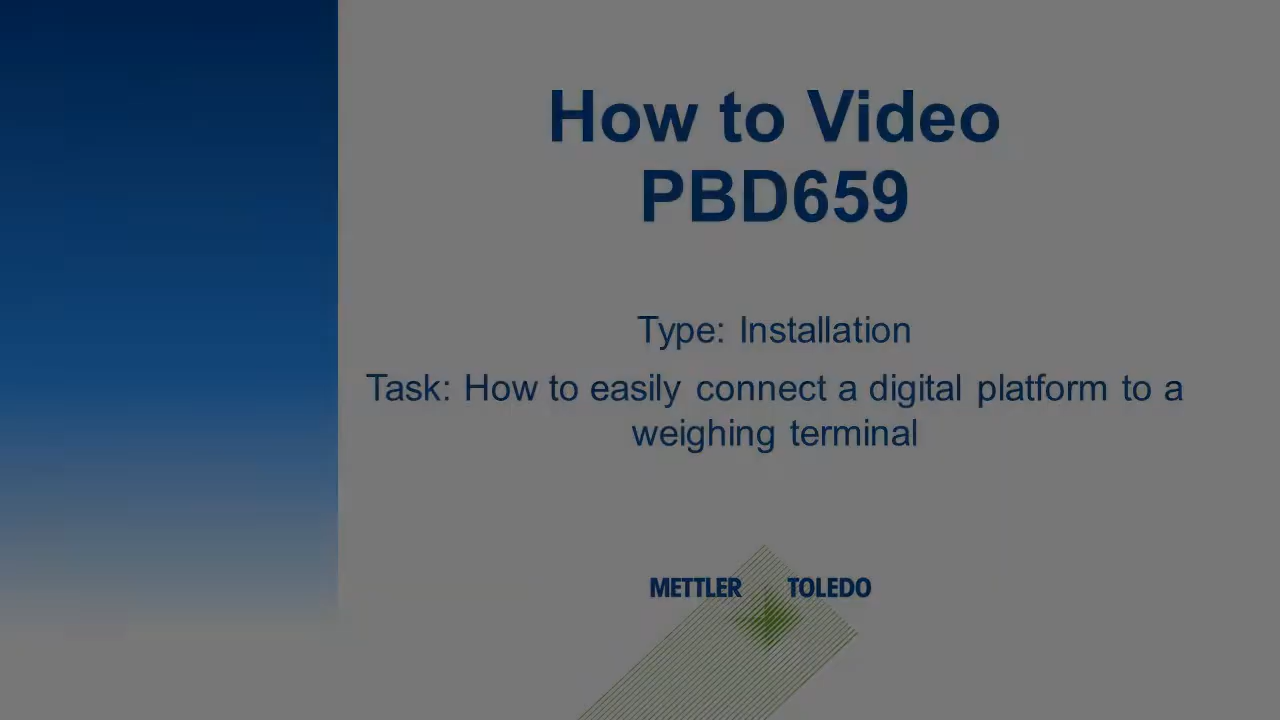 How to Video
PBD659
Type: Installation
Task: How to easily connect a digital platform to a
weighing terminal
METTLER TOLEDO